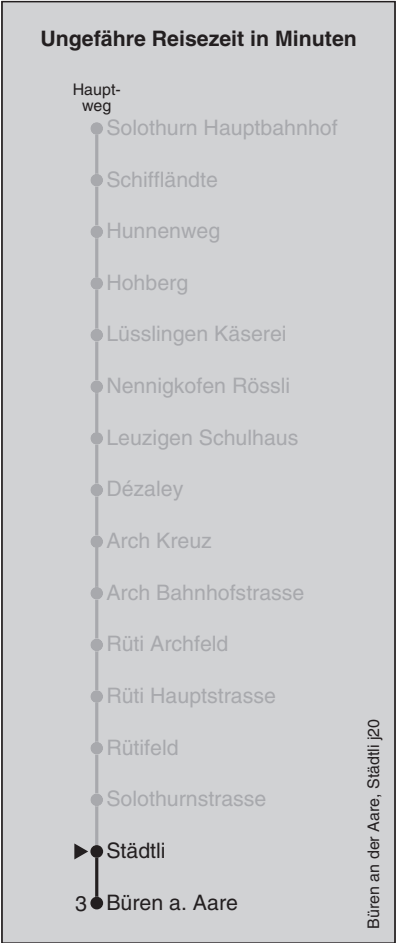 Ungefähre Reisezeit in Minuten
Haupt-
weg
Solothurn Hauptbahnhof
Schiffländte
Hunnenweg
Hohberg
Lüsslingen Käserei
Nennigkofen Rössli
Leuzigen Schulhaus
Dézaley
Arch Kreuz
Arch Bahnhofstrasse
Rüti Archfeld
Rüti Hauptstrasse
Rütifeld
Solothurnstrasse
Städtli
3 Büren a. Aare
Büren an der Aare, Städtli j20